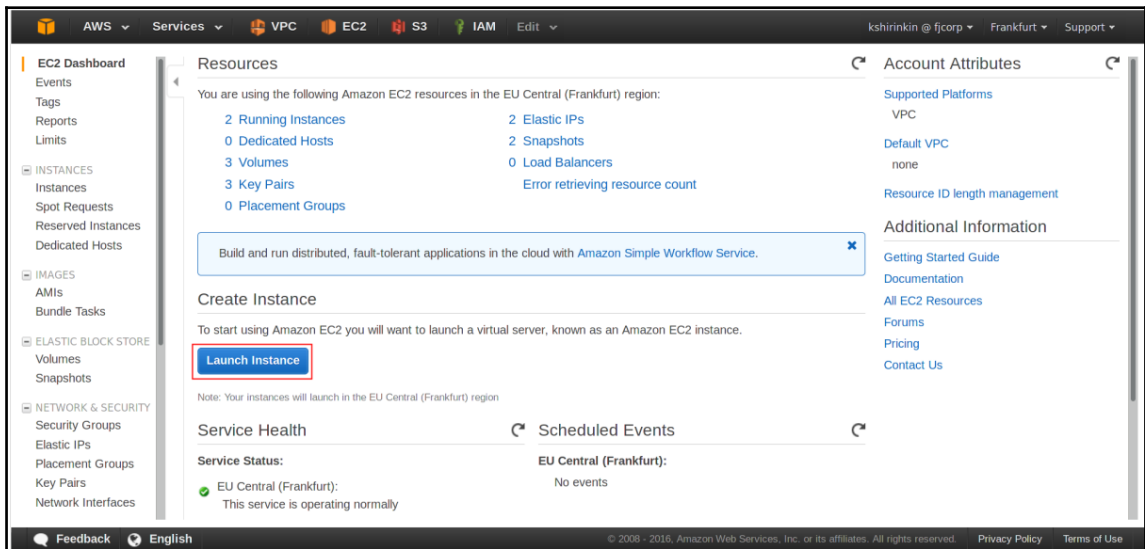 AWS Services VPC EC2 S3 IAM Edit kshirinkin @ fjcorp Frankfurt Support
EC2 Dashboard
Events
Tags
Reports
Limits
INSTANCES
Instances
Spot Requests
Reserved Instances
Dedicated Hosts
IMAGES
AMIs
Bundle Tasks
ELASTIC BLOCK STORE
Volumes
Snapshots
NETWORK & SECURITY
Security Groups
Elastic IPs
Placement Groups
Key Pairs
Network Interfaces
Resources
You are using the following Amazon EC2 resources in the EU Central (Frankfurt) region:
2 Running Instances
0 Dedicated Hosts
3 Volumes
3 Key Pairs
0 Placement Groups
2 Elastic IPs
2 Snapshots
0 Load Balancers
Error retrieving resource count
Build and run distributed, fault-tolerant applications in the cloud with Amazon Simple Workflow Service.
Create Instance
To start using Amazon EC2 you will want to launch a virtual server, known as an Amazon EC2 instance.
Launch Instance
Note: Your instances will launch in the EU Central (Frankfurt) region
Service Health
Service Status:
EU Central (Frankfurt):
This service is operating normally
Scheduled Events
EU Central (Frankfurt):
No events
Account Attributes
Supported Platforms
VPC
Default VPC
none
Resource ID length management
Additional Information
Getting Started Guide
Documentation
All EC2 Resources
Forums
Pricing
Contact Us
Feedback English © 2008 - 2016, Amazon Web Services, Inc. or its affiliates. All rights reserved. Privacy Policy Terms of Use